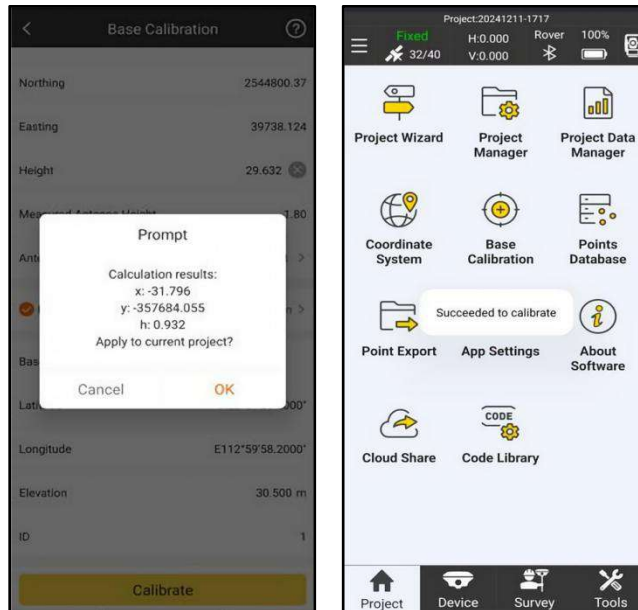 Base Calibration
Northing 2544800.37
Easting 39738.124
Height 29.632
1.80
Prompt
Calculation results:
x: -31.796
y: -357684.055
h: 0.932
Apply to current project?
Cancel OK
Longitude E112°59'58.2000"
Elevation 30.500 m
ID 1
Calibrate
Project:20241211-1717
Fixed H:0.000 Rover 100%
32/40 V:0.000
Project Wizard
Project Manager
Project Data Manager
Coordinate System
Base Calibration
Points Database
Succeeded to calibrate
Point Export
App Settings
About Software
Cloud Share
CODE
Code Library
Project Device Survey Tools